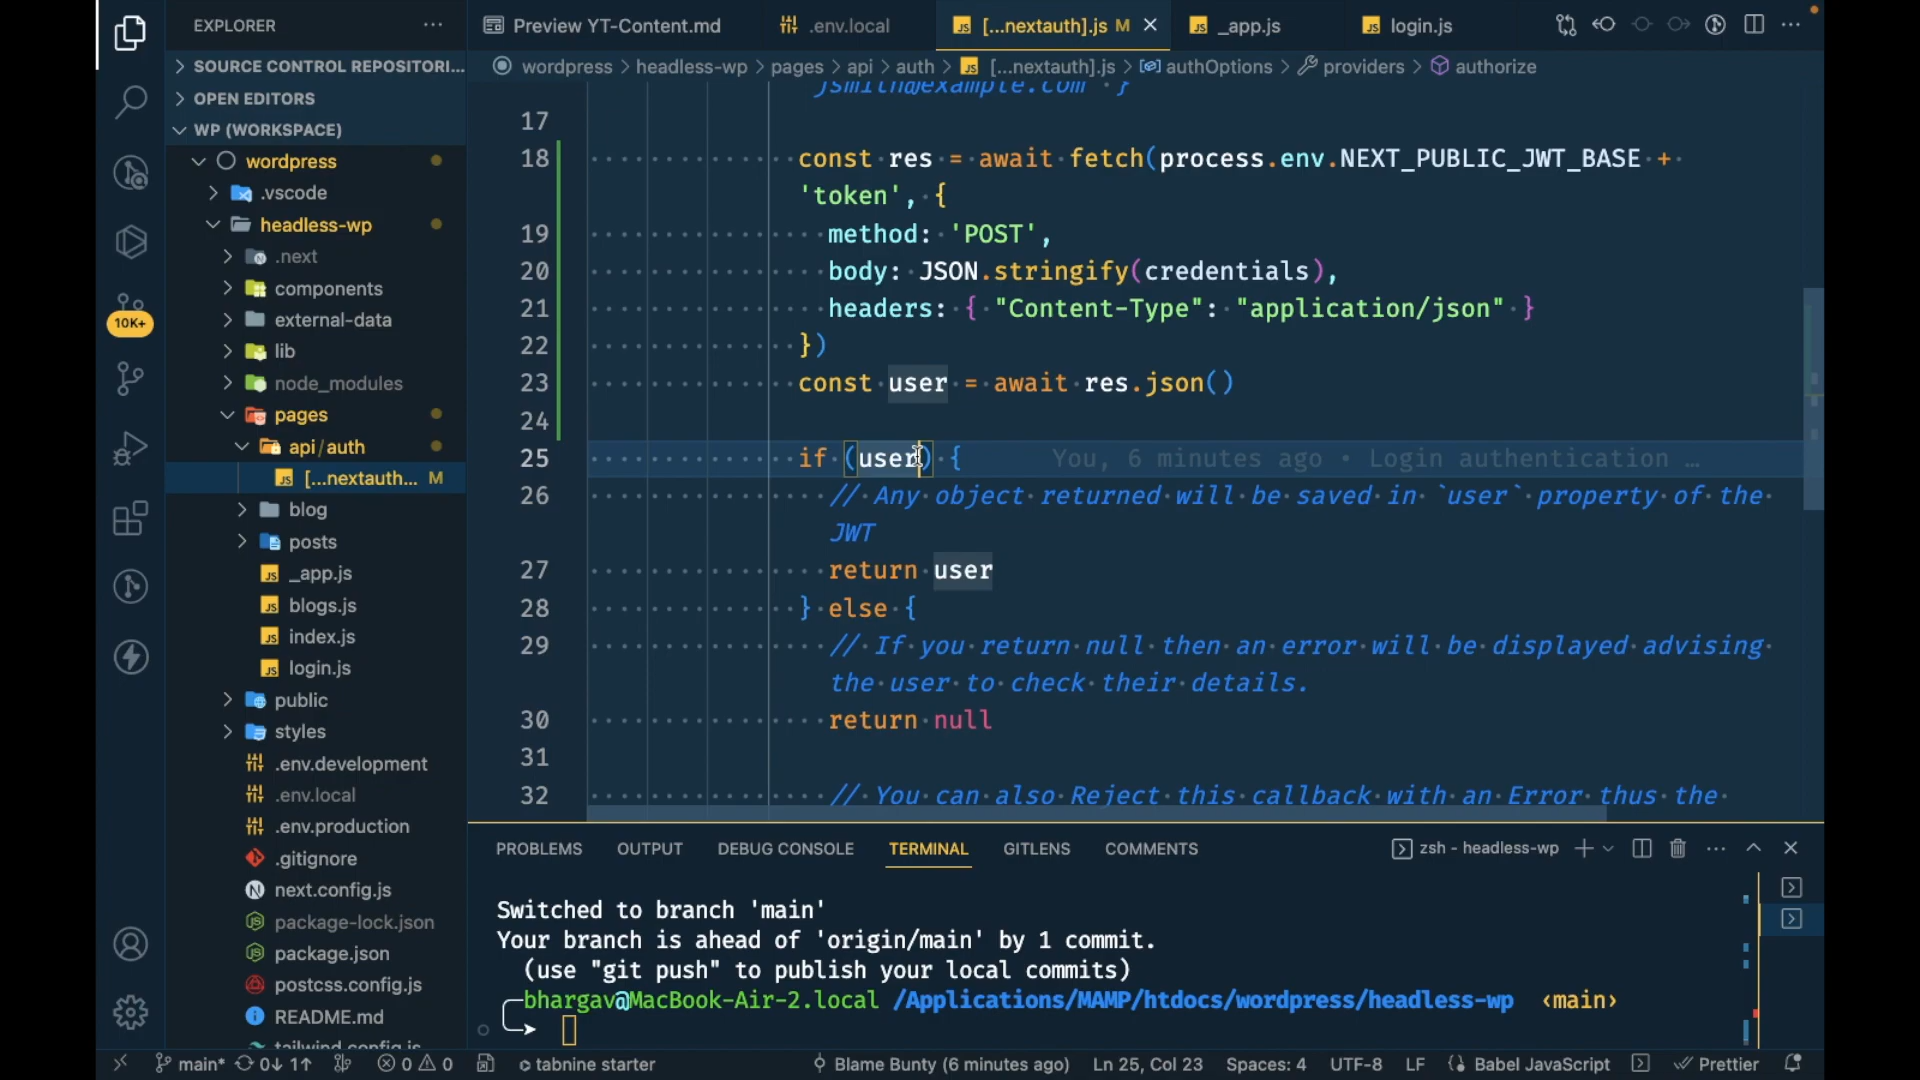 EXPLORER
Preview YT-Content.md
.env.local
[...nextauth].js M
_app.js
login.js
SOURCE CONTROL REPOSITORI...
OPEN EDITORS
WP (WORKSPACE)
wordpress
.vscode
headless-wp
.next
components
external-data
lib
node_modules
pages
api/auth
[...nextauth... M
blog
posts
_app.js
blogs.js
index.js
login.js
public
styles
.env.development
.env.local
.env.production
.gitignore
next.config.js
package-lock.json
package.json
postcss.config.js
README.md
tailwind.config.js
10K+
wordpress > headless-wp > pages > api > auth > [...nextauth].js > authOptions > providers > authorize
jsmith@example.com" }
17
18 const res = await fetch(process.env.NEXT_PUBLIC_JWT_BASE +
'token', {
19 method: 'POST',
20 body: JSON.stringify(credentials),
21 headers: { "Content-Type": "application/json" }
22 })
23 const user = await res.json()
24
25 if (user) { You, 6 minutes ago • Login authentication …
26 // Any object returned will be saved in `user` property of the
JWT
27 return user
28 } else {
29 // If you return null then an error will be displayed advising
the user to check their details.
30 return null
31
32 // You can also Reject this callback with an Error thus the
PROBLEMS OUTPUT DEBUG CONSOLE TERMINAL GITLENS COMMENTS
zsh - headless-wp
Switched to branch 'main'
Your branch is ahead of 'origin/main' by 1 commit.
(use "git push" to publish your local commits)
bhargav@MacBook-Air-2.local /Applications/MAMP/htdocs/wordpress/headless-wp ‹main›
main* 0↓ 1↑ 0 0 tabnine starter Blame Bunty (6 minutes ago) Ln 25, Col 23 Spaces: 4 UTF-8 LF Babel JavaScript Prettier